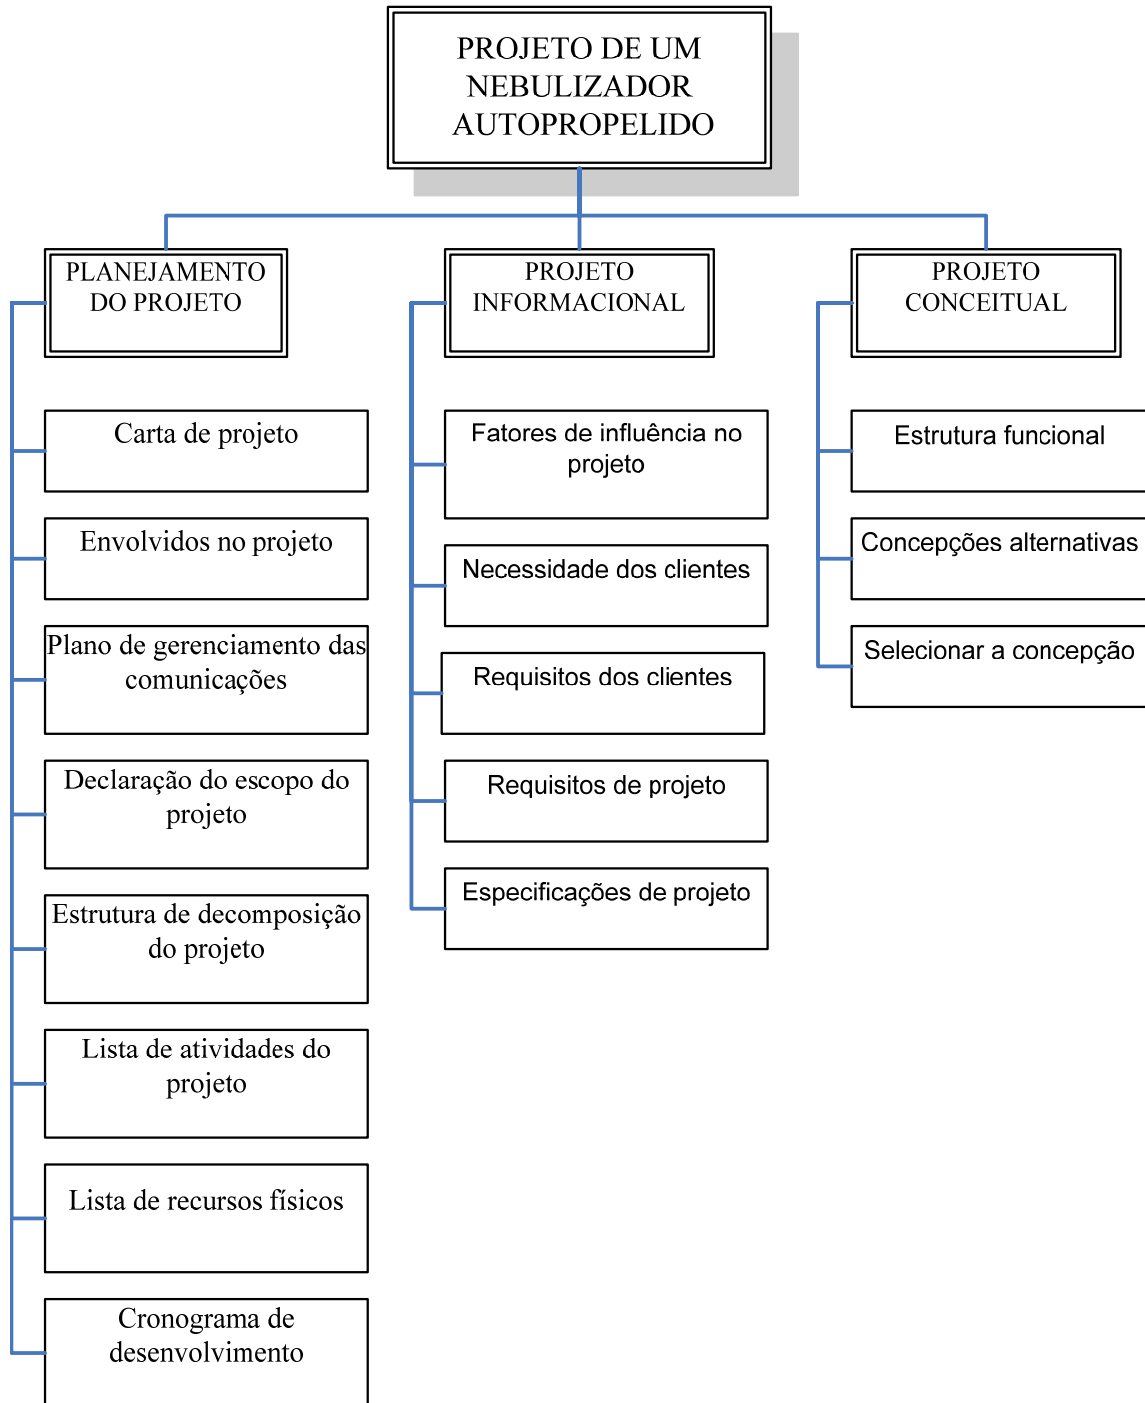 PROJETO DE UM
NEBULIZADOR
AUTOPROPELIDO
PLANEJAMENTO
DO PROJETO
PROJETO
INFORMACIONAL
PROJETO
CONCEITUAL
Carta de projeto
Envolvidos no projeto
Plano de gerenciamento das
comunicações
Declaração do escopo do
projeto
Estrutura de decomposição
do projeto
Lista de atividades do
projeto
Lista de recursos físicos
Cronograma de
desenvolvimento
Fatores de influência no
projeto
Necessidade dos clientes
Requisitos dos clientes
Requisitos de projeto
Especificações de projeto
Estrutura funcional
Concepções alternativas
Selecionar a concepção